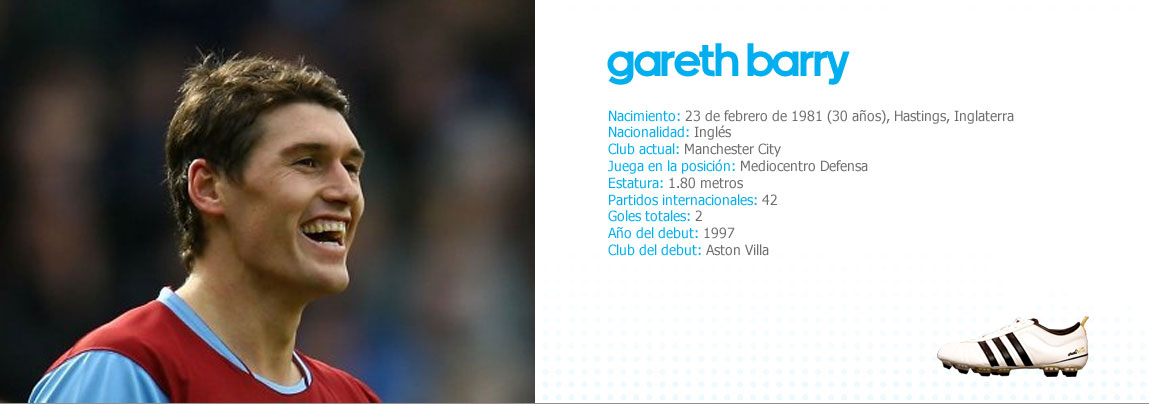 gareth barry
Nacimiento: 23 de febrero de 1981 (30 años), Hastings, Inglaterra
Nacionalidad: Inglés
Club actual: Manchester City
Juega en la posición: Mediocentro Defensa
Estatura: 1.80 metros
Partidos internacionales: 42
Goles totales: 2
Año del debut: 1997
Club del debut: Aston Villa